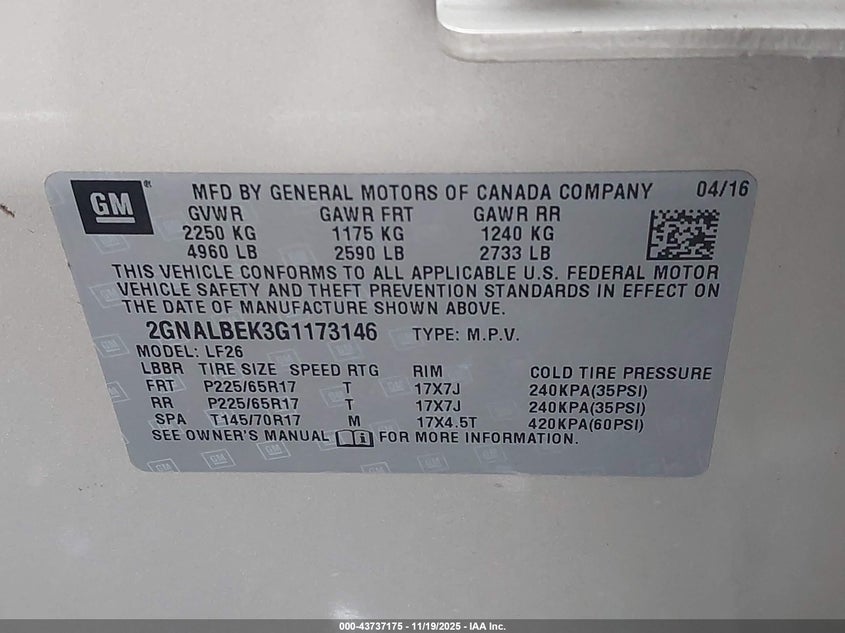 GM ® MFD BY GENERAL MOTORS OF CANADA COMPANY 04/16
GVWR GAWR FRT GAWR RR
2250 KG 1175 KG 1240 KG
4960 LB 2590 LB 2733 LB
THIS VEHICLE CONFORMS TO ALL APPLICABLE U.S. FEDERAL MOTOR
VEHICLE SAFETY AND THEFT PREVENTION STANDARDS IN EFFECT ON
THE DATE OF MANUFACTURE SHOWN ABOVE.
2GNALBEK3G1173146 TYPE: M.P.V.
MODEL: LF26
LBBR TIRE SIZE SPEED RTG RIM COLD TIRE PRESSURE
FRT P225/65R17 T 17X7J 240KPA(35PSI)
RR P225/65R17 T 17X7J 240KPA(35PSI)
SPA T145/70R17 M 17X4.5T 420KPA(60PSI)
SEE OWNER'S MANUAL FOR MORE INFORMATION.
000-43737175 - 11/19/2025 - IAA Inc.